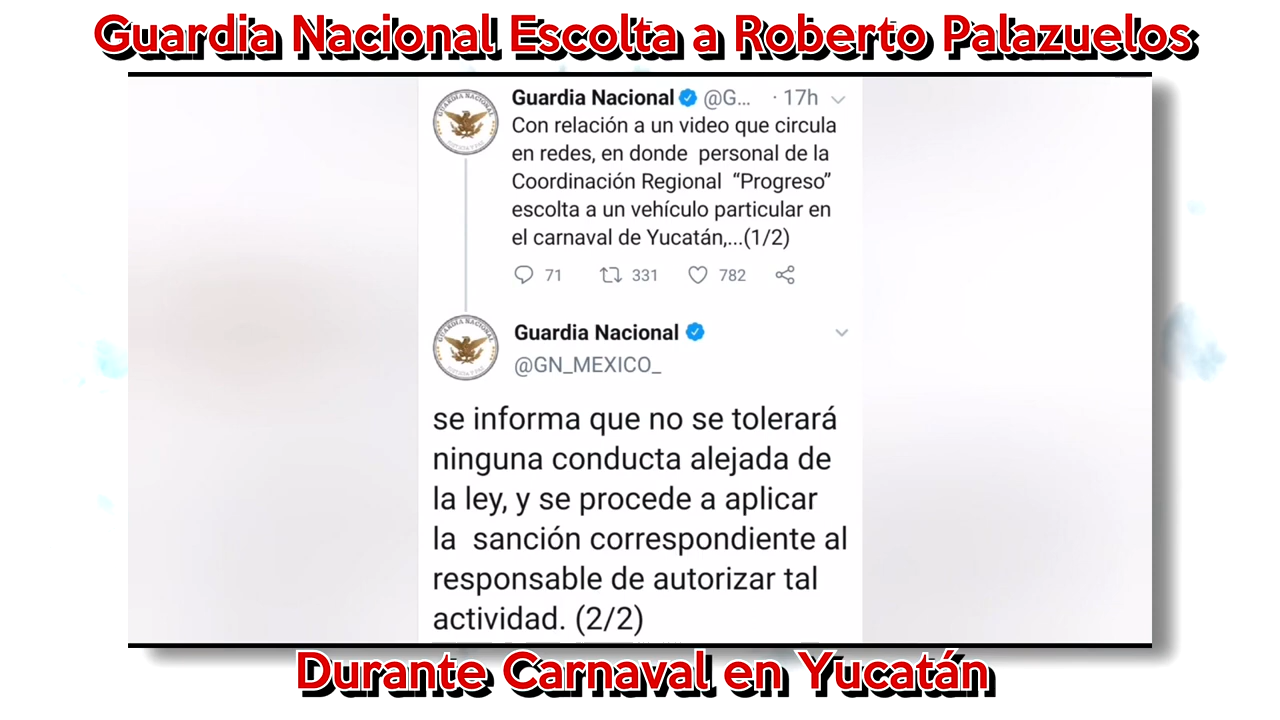 Guardia Nacional Escolta a Roberto Palazuelos
Guardia Nacional @G... · 17h
Con relación a un video que circula
en redes, en donde personal de la
Coordinación Regional “Progreso”
escolta a un vehículo particular en
el carnaval de Yucatán,...(1/2)
71 331 782
GUARDIA NACIONAL
Guardia Nacional
@GN_MEXICO_
se informa que no se tolerará
ninguna conducta alejada de
la ley, y se procede a aplicar
la sanción correspondiente al
responsable de autorizar tal
actividad. (2/2)
Durante Carnaval en Yucatán